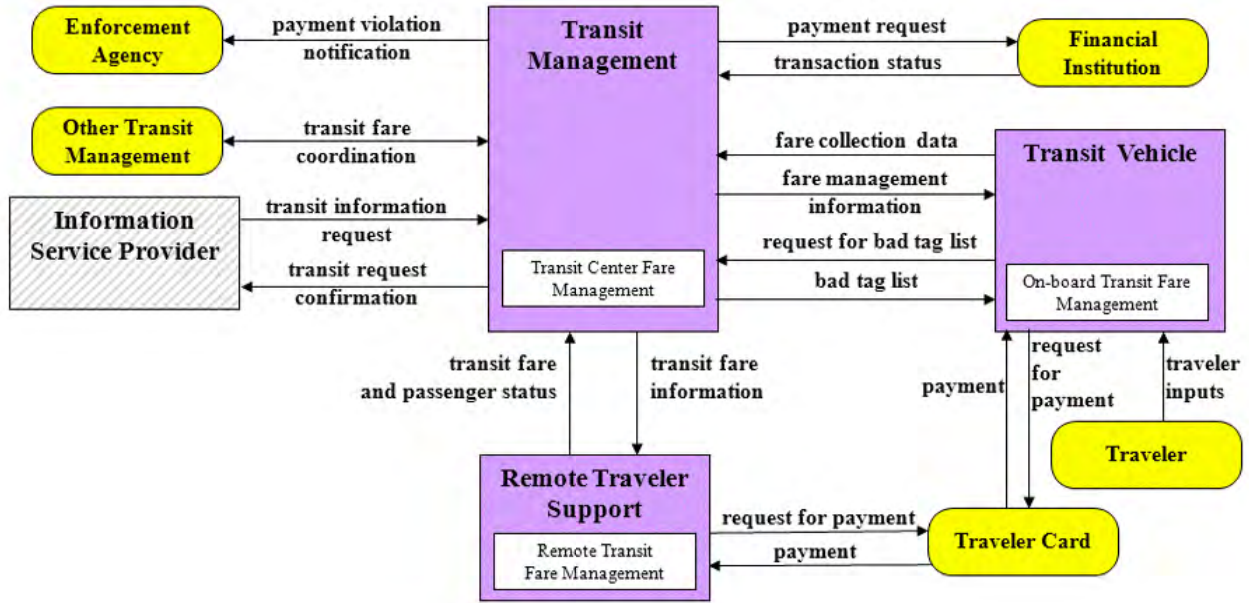 Enforcement
Agency
payment violation
notification
Transit
Management
payment request
transaction status
Financial
Institution
Other Transit
Management
transit fare
coordination
fare collection data
fare management
information
Transit Vehicle
Information
Service Provider
transit information
request
transit request
confirmation
Transit Center Fare
Management
request for bad tag list
bad tag list
On-board Transit Fare
Management
transit fare
and passenger status
transit fare
information
payment
request
for
payment
traveler
inputs
Traveler
Remote Traveler
Support
Remote Transit
Fare Management
request for payment
payment
Traveler Card